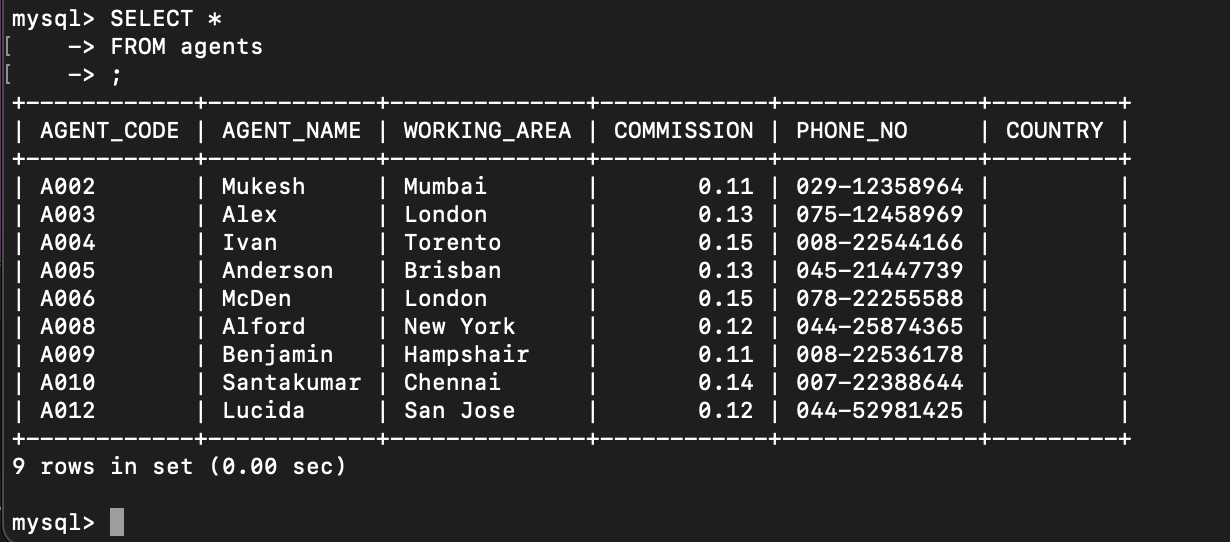 mysql> SELECT *
    -> FROM agents
    -> ;
+------------+------------+--------------+------------+--------------+---------+
| AGENT_CODE | AGENT_NAME | WORKING_AREA | COMMISSION | PHONE_NO     | COUNTRY |
+------------+------------+--------------+------------+--------------+---------+
| A002       | Mukesh     | Mumbai       |       0.11 | 029-12358964 |         |
| A003       | Alex       | London       |       0.13 | 075-12458969 |         |
| A004       | Ivan       | Torento      |       0.15 | 008-22544166 |         |
| A005       | Anderson   | Brisban      |       0.13 | 045-21447739 |         |
| A006       | McDen      | London       |       0.15 | 078-22255588 |         |
| A008       | Alford     | New York     |       0.12 | 044-25874365 |         |
| A009       | Benjamin   | Hampshair    |       0.11 | 008-22536178 |         |
| A010       | Santakumar | Chennai      |       0.14 | 007-22388644 |         |
| A012       | Lucida     | San Jose     |       0.12 | 044-52981425 |         |
+------------+------------+--------------+------------+--------------+---------+
9 rows in set (0.00 sec)
mysql>